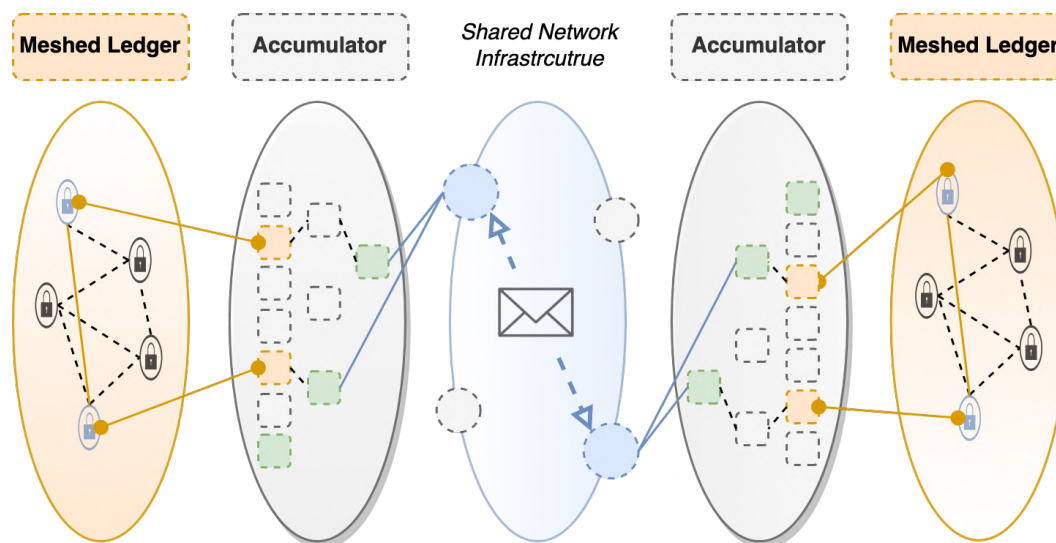 Meshed Ledger
Accumulator
Shared Network
Infrastrcutrue
Accumulator
Meshed Ledger